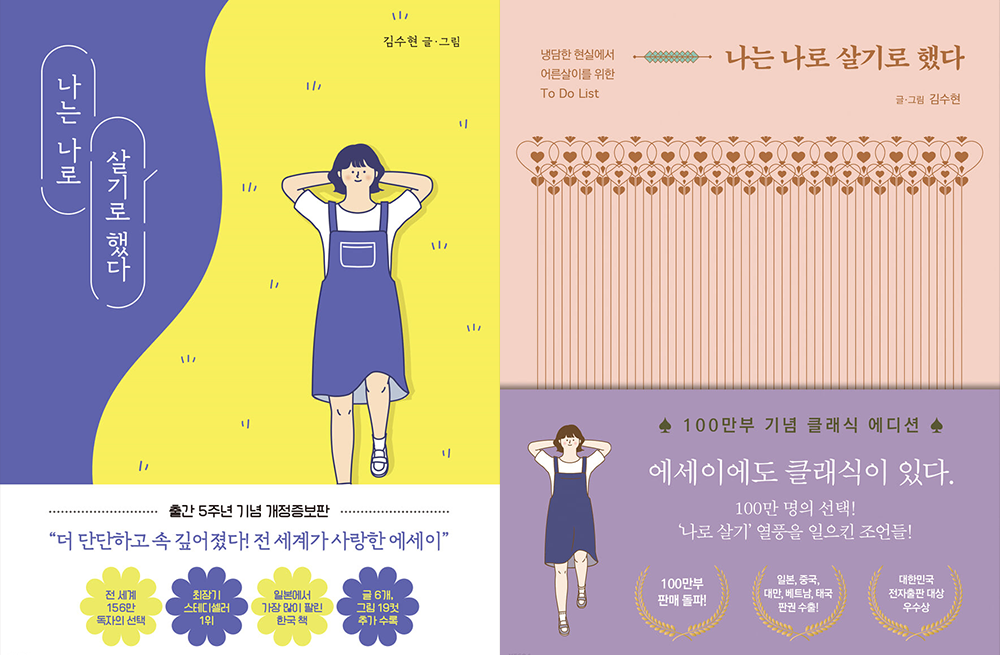 김수현 글·그림
나는 나로
살기로 했다
출간 5주년 기념 개정증보판
“더 단단하고 속 깊어졌다! 전 세계가 사랑한 에세이”
전 세계
156만
독자의 선택
최장기
스테디셀러
1위
일본에서
가장 많이 팔린
한국 책
글 6개,
그림 19컷
추가 수록
냉담한 현실에서
어른살이를 위한
To Do List
나는 나로 살기로 했다
글·그림 김수현
100만부 기념 클래식 에디션
에세이에도 클래식이 있다.
100만 명의 선택!
‘나로 살기’ 열풍을 일으킨 조언들!
100만부
판매 돌파!
일본, 중국,
대만, 베트남, 태국
판권 수출!
대한민국
전자출판 대상
우수상